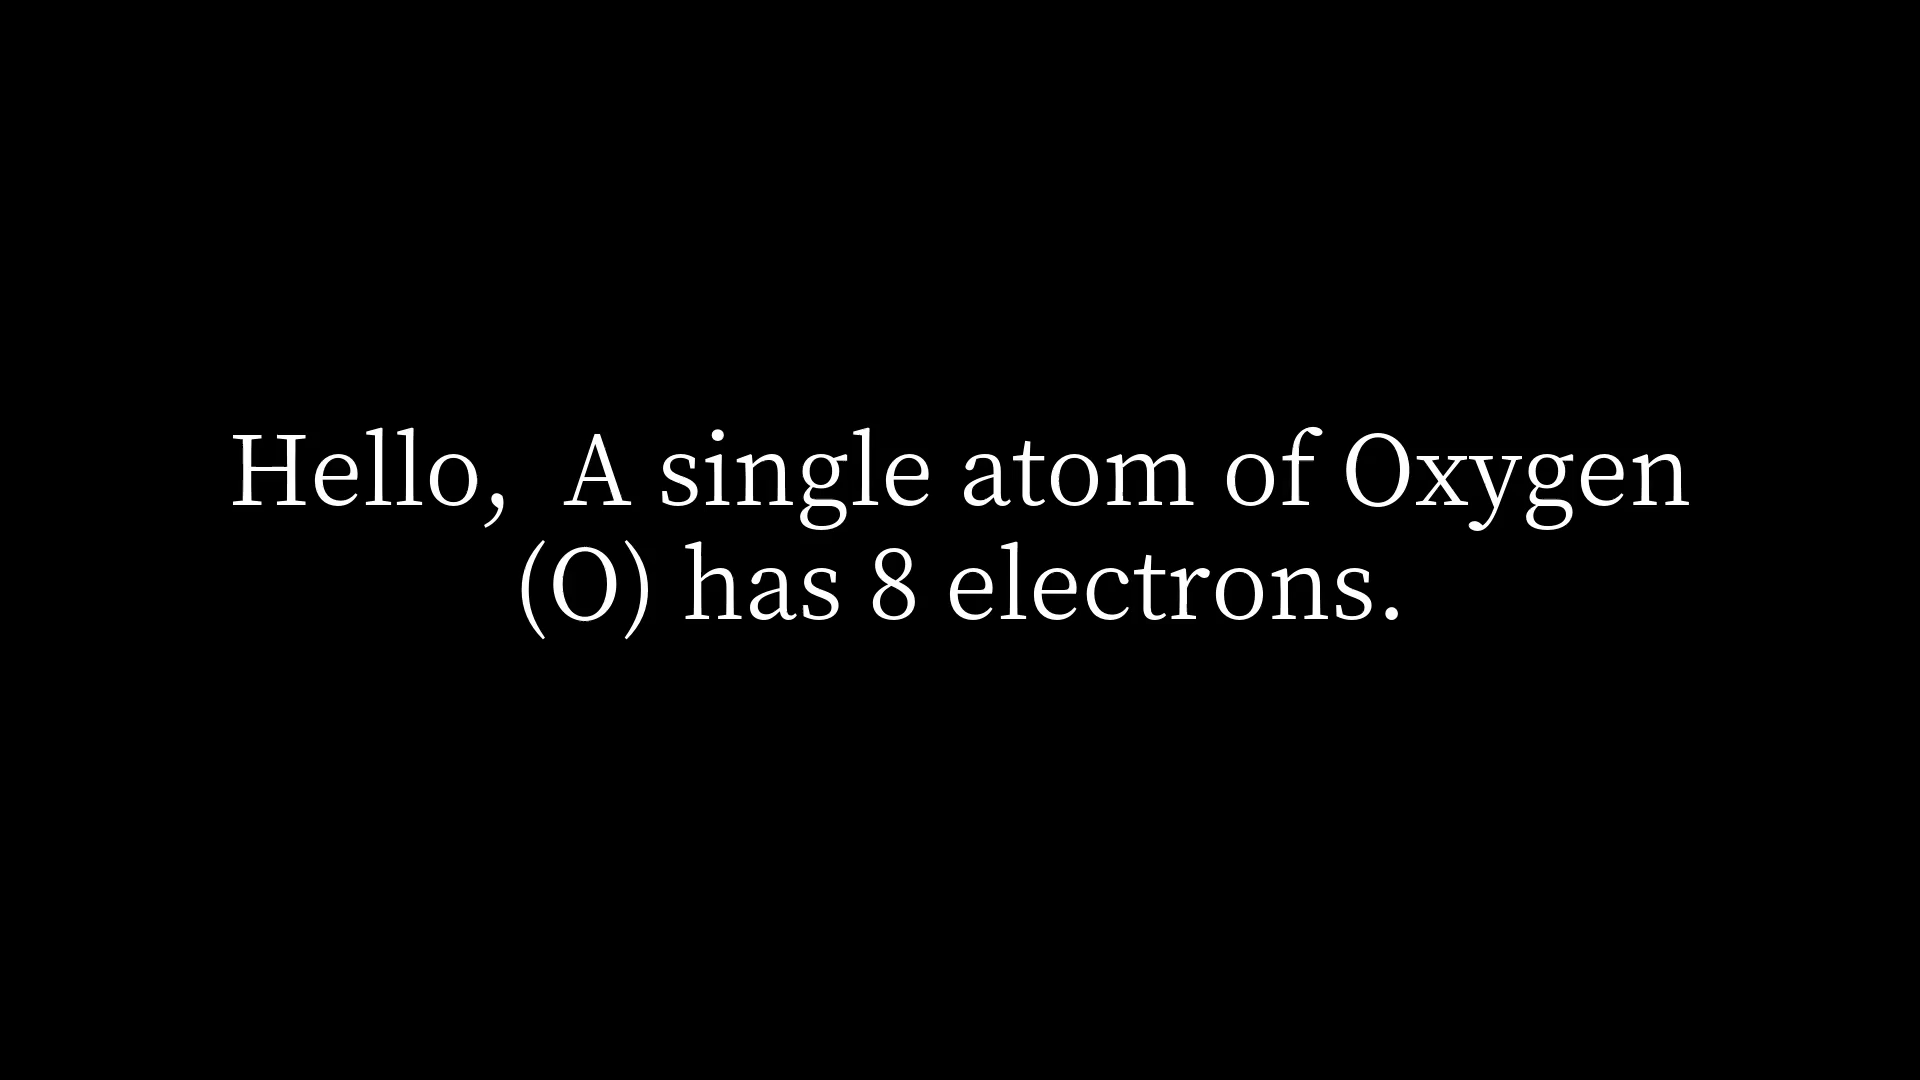 Hello,  A single atom of Oxygen
(O) has 8 electrons.